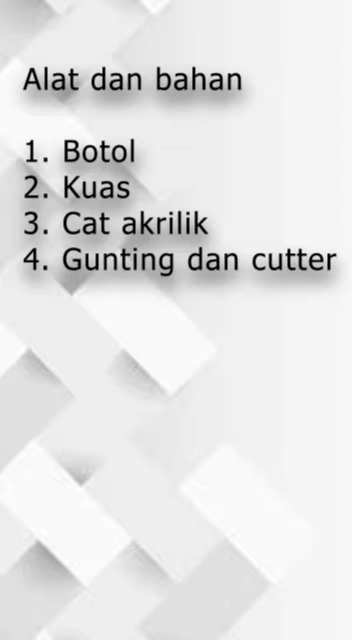 Alat dan bahan
1. Botol
2. Kuas
3. Cat akrilik
4. Gunting dan cutter